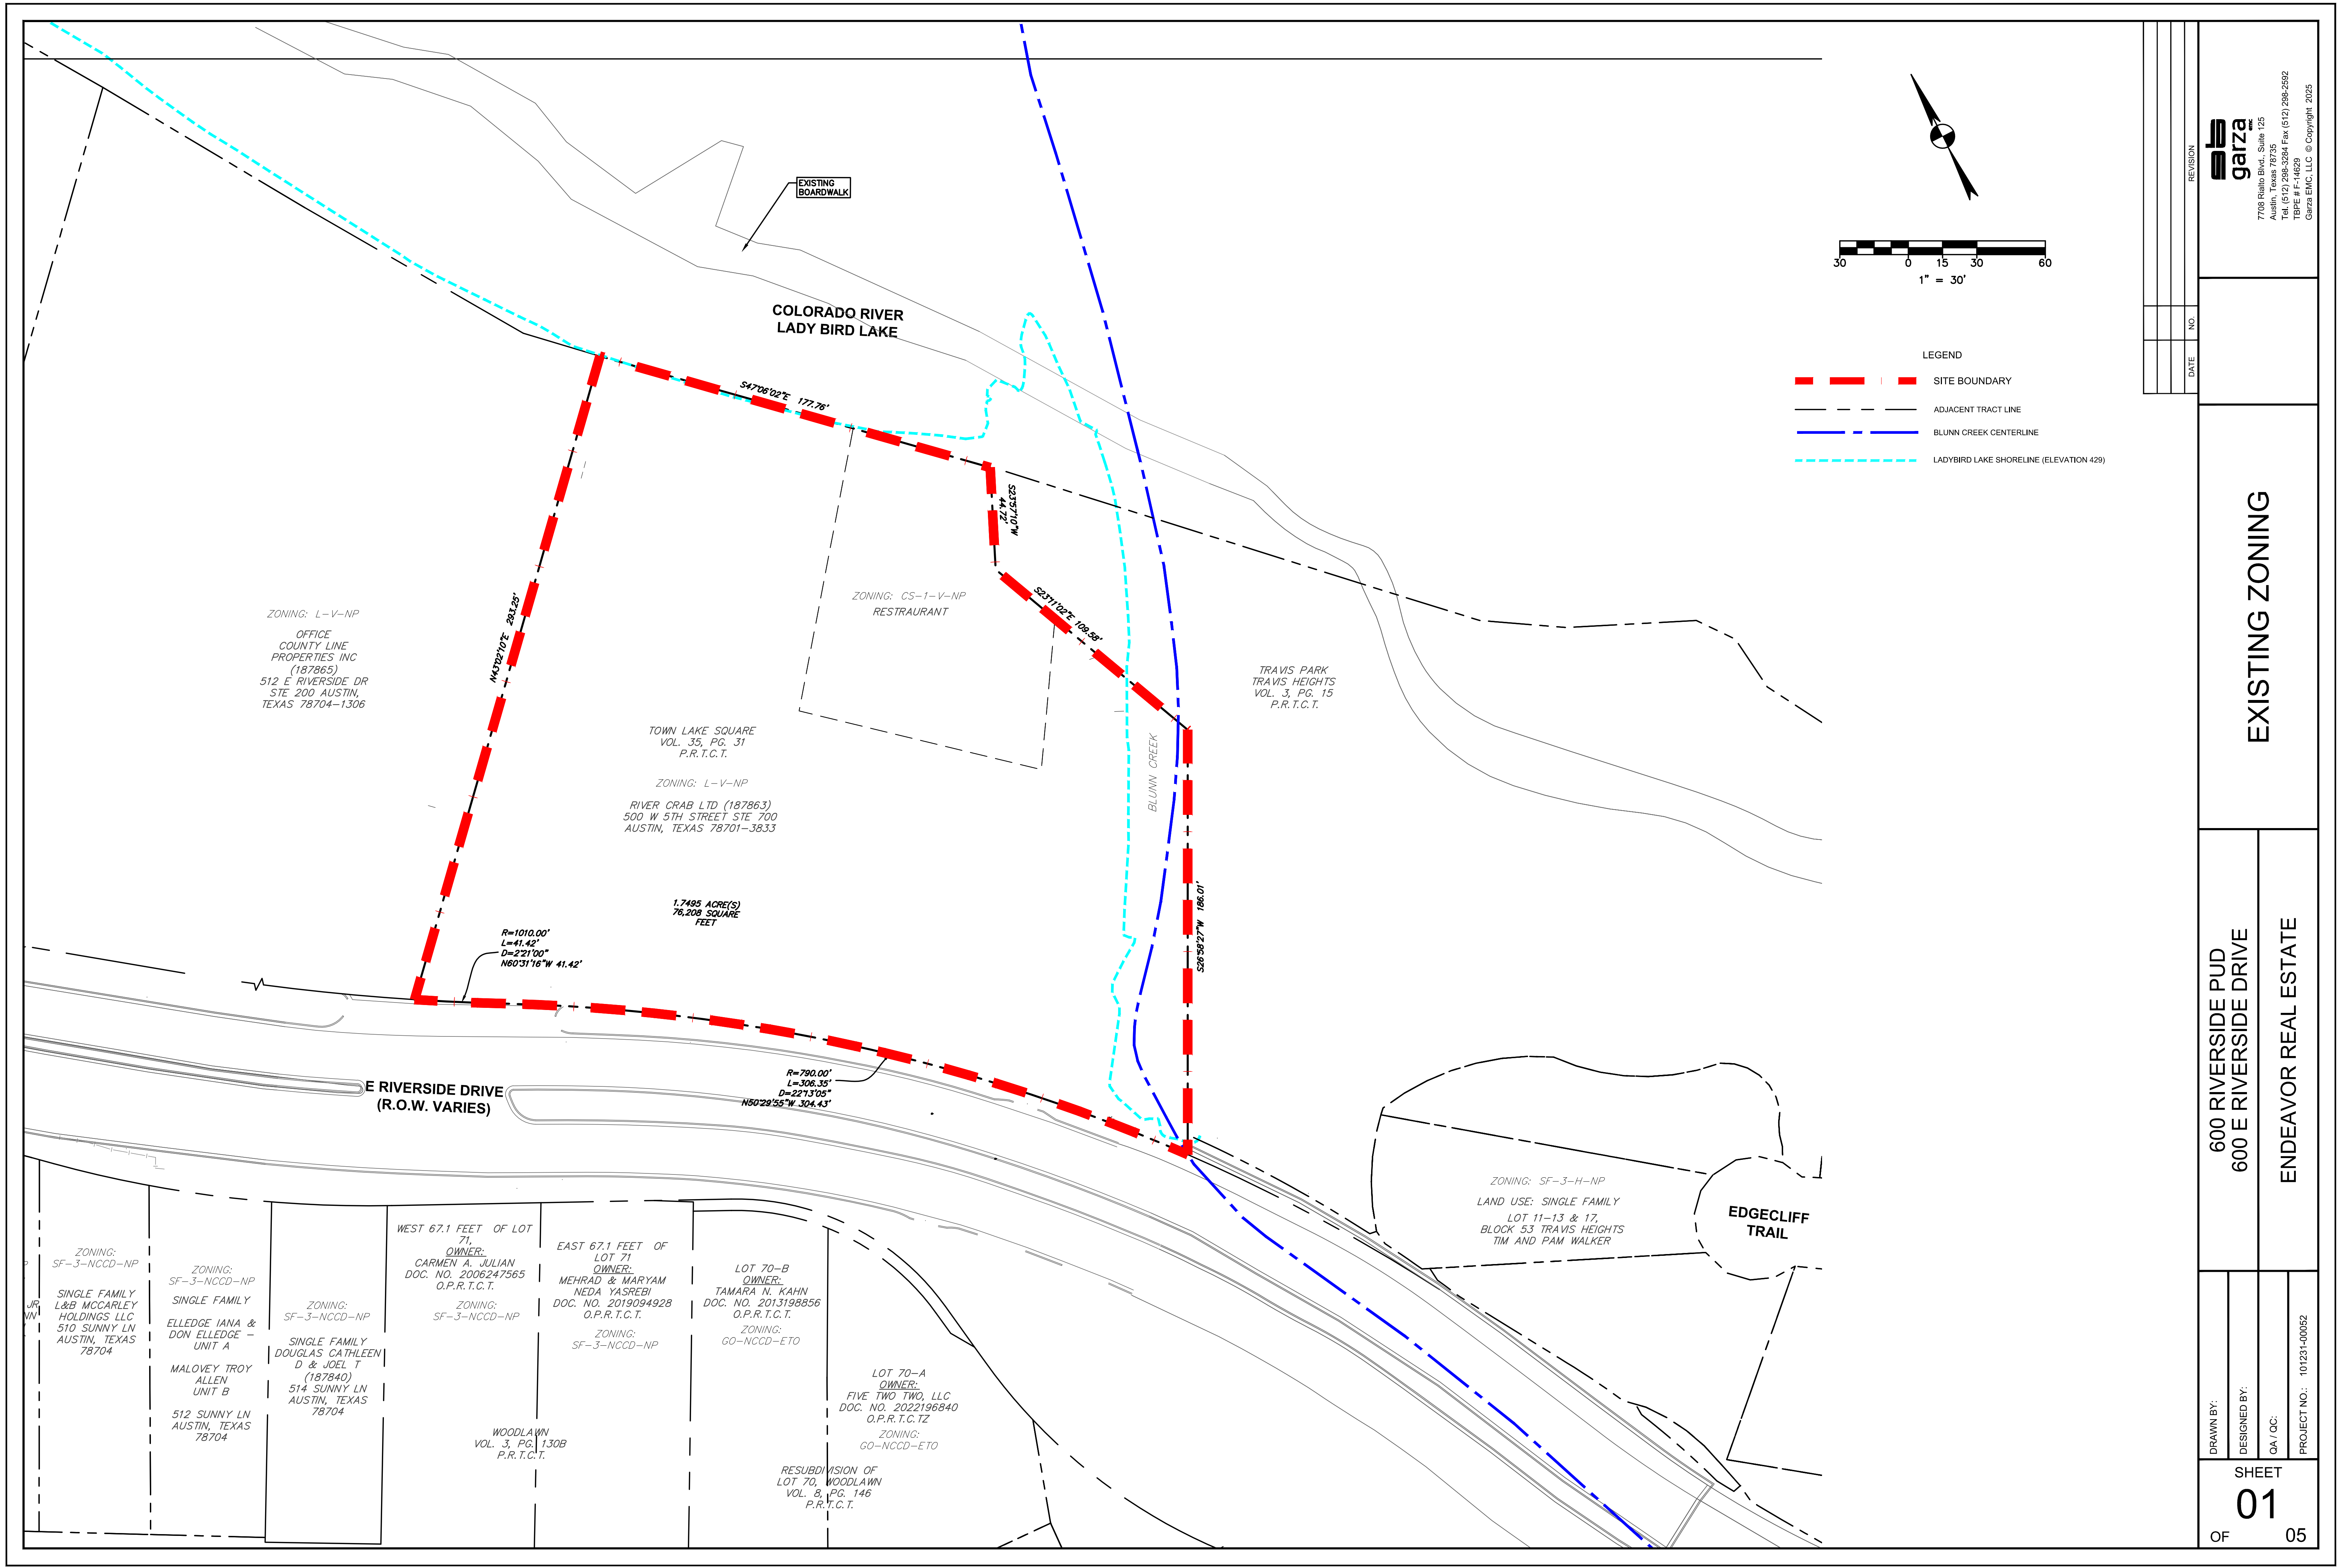 EXISTING
BOARDWALK
COLORADO RIVER
LADY BIRD LAKE
S47°06'02"E 177.76'
S23°57'10"W
44.72'
S23°11'02"E 109.58'
N43°02'10"E 293.25'
S26°58'27"W 186.01'
ZONING: L-V-NP
OFFICE
COUNTY LINE
PROPERTIES INC
(187865)
512 E RIVERSIDE DR
STE 200 AUSTIN,
TEXAS 78704-1306
ZONING: CS-1-V-NP
RESTRAURANT
TRAVIS PARK
TRAVIS HEIGHTS
VOL. 3, PG. 15
P.R.T.C.T.
TOWN LAKE SQUARE
VOL. 35, PG. 31
P.R.T.C.T.
ZONING: L-V-NP
RIVER CRAB LTD (187863)
500 W 5TH STREET STE 700
AUSTIN, TEXAS 78701-3833
BLUNN CREEK
1.7495 ACRE(S)
76,208 SQUARE
FEET
R=1010.00'
L=41.42'
D=2°21'00"
N60°31'16"W 41.42'
R=790.00'
L=306.35'
D=22°13'05"
N50°29'55"W 304.43'
E RIVERSIDE DRIVE
(R.O.W. VARIES)
ZONING: SF-3-H-NP
LAND USE: SINGLE FAMILY
LOT 11-13 & 17,
BLOCK 53 TRAVIS HEIGHTS
TIM AND PAM WALKER
EDGECLIFF
TRAIL
JR
ZONING:
SF-3-NCCD-NP
SINGLE FAMILY
L&B MCCARLEY
HOLDINGS LLC
510 SUNNY LN
AUSTIN, TEXAS
78704
ZONING:
SF-3-NCCD-NP
SINGLE FAMILY
ELLEDGE IANA &
DON ELLEDGE -
UNIT A
MALOVEY TROY
ALLEN
UNIT B
512 SUNNY LN
AUSTIN, TEXAS
78704
ZONING:
SF-3-NCCD-NP
SINGLE FAMILY
DOUGLAS CATHLEEN
D & JOEL T
(187840)
514 SUNNY LN
AUSTIN, TEXAS
78704
WEST 67.1 FEET OF LOT
71,
OWNER:
CARMEN A. JULIAN
DOC. NO. 2006247565
O.P.R.T.C.T.
ZONING:
SF-3-NCCD-NP
EAST 67.1 FEET OF
LOT 71
OWNER:
MEHRAD & MARYAM
NEDA YASREBI
DOC. NO. 2019094928
O.P.R.T.C.T.
ZONING:
SF-3-NCCD-NP
WOODLAWN
VOL. 3, PG. 130B
P.R.T.C.T.
LOT 70-B
OWNER:
TAMARA N. KAHN
DOC. NO. 2013198856
O.P.R.T.C.T.
ZONING:
GO-NCCD-ETO
LOT 70-A
OWNER:
FIVE TWO TWO, LLC
DOC. NO. 2022196840
O.P.R.T.C.TZ
ZONING:
GO-NCCD-ETO
RESUBDIVISION OF
LOT 70, WOODLAWN
VOL. 8, PG. 146
P.R.T.C.T.
30 0 15 30 60
1" = 30'
LEGEND
SITE BOUNDARY
ADJACENT TRACT LINE
BLUNN CREEK CENTERLINE
LADYBIRD LAKE SHORELINE (ELEVATION 429)
REVISION
NO.
DATE
garza
EMC
7708 Rialto Blvd., Suite 125
Austin, Texas 78735
Tel. (512) 298-3284 Fax (512) 298-2592
TBPE # F-14629
Garza EMC, LLC © Copyright 2025
EXISTING ZONING
600 RIVERSIDE PUD
600 E RIVERSIDE DRIVE
ENDEAVOR REAL ESTATE
DRAWN BY:
DESIGNED BY:
QA / QC:
PROJECT NO.: 101231-00052
SHEET
01
OF 05